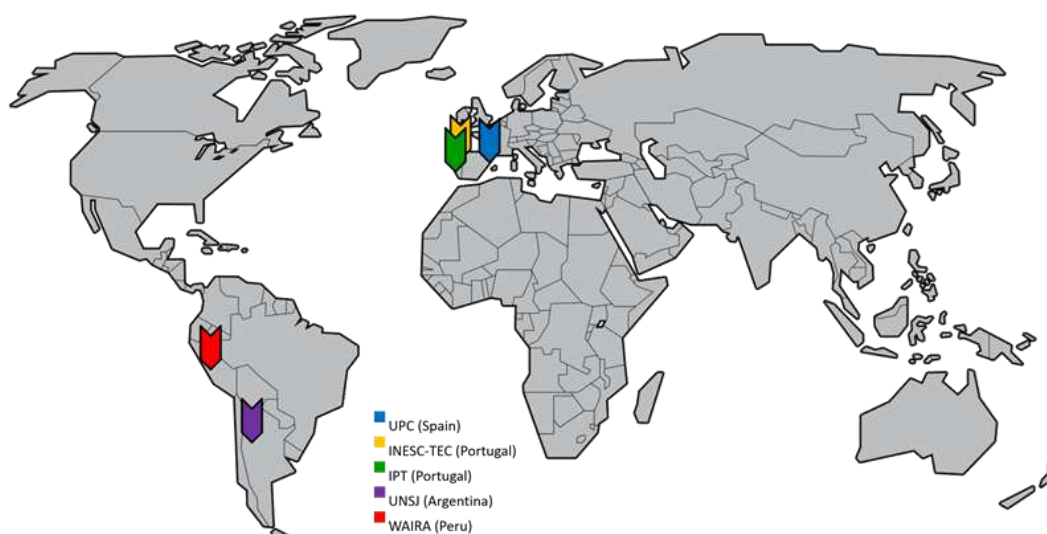 UPC (Spain)
INESC-TEC (Portugal)
IPT (Portugal)
UNSJ (Argentina)
WAIRA (Peru)